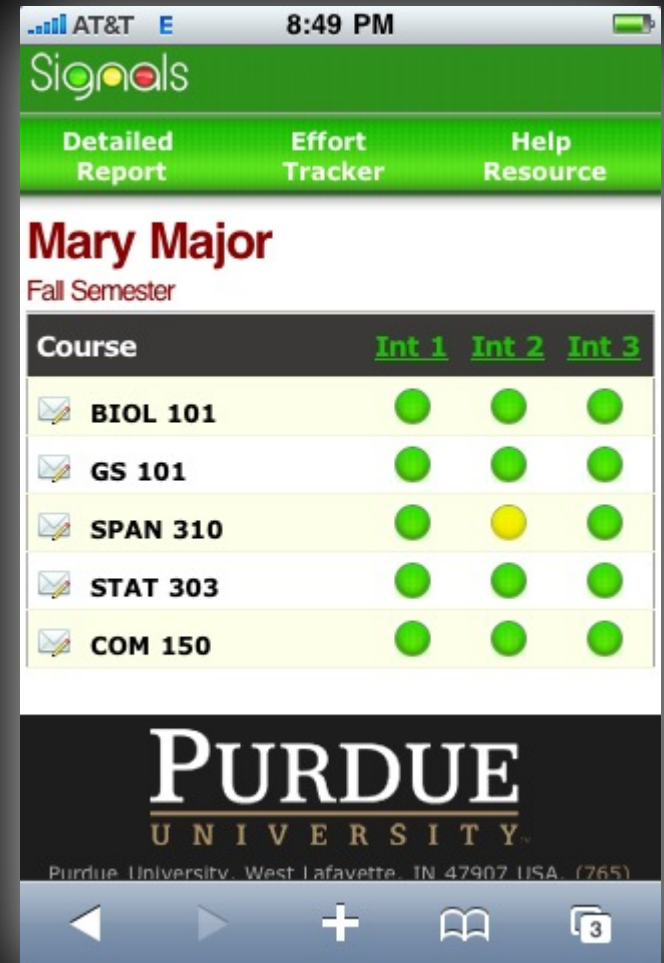 AT&T E 8:49 PM
Signals
Detailed Report Effort Tracker Help Resource
Mary Major
Fall Semester
Course Int 1 Int 2 Int 3
BIOL 101
GS 101
SPAN 310
STAT 303
COM 150
PURDUE
UNIVERSITY
Purdue University, West Lafayette, IN 47907 USA, (765)
3